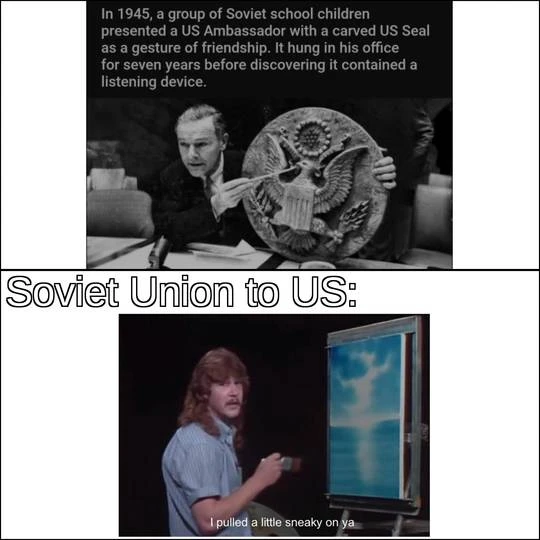 In 1945, a group of Soviet school children
presented a US Ambassador with a carved US Seal
as a gesture of friendship. It hung in his office
for seven years before discovering it contained a
listening device.
Soviet Union to US:
I pulled a little sneaky on ya